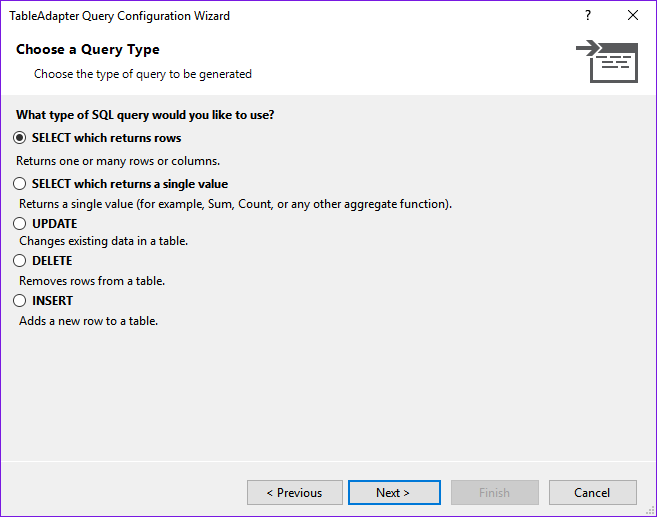 TableAdapter Query Configuration Wizard ?
Choose a Query Type
Choose the type of query to be generated
What type of SQL query would you like to use?
SELECT which returns rows
Returns one or many rows or columns.
SELECT which returns a single value
Returns a single value (for example, Sum, Count, or any other aggregate function).
UPDATE
Changes existing data in a table.
DELETE
Removes rows from a table.
INSERT
Adds a new row to a table.
< Previous Next > Finish Cancel